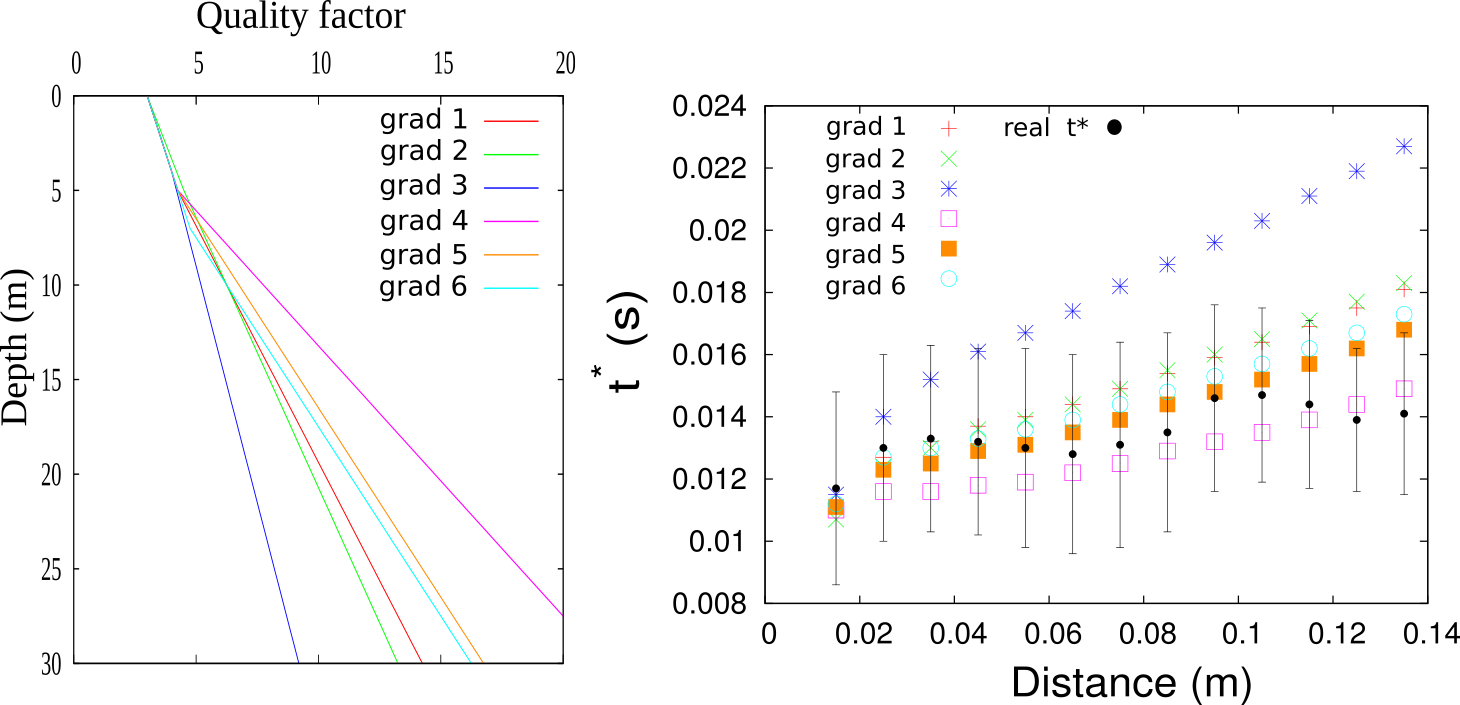 Quality factor
0 5 10 15 20
0
5
10
15
20
25
30
Depth (m)
grad 1
grad 2
grad 3
grad 4
grad 5
grad 6
0.024
0.022
0.02
0.018
0.016
0.014
0.012
0.01
0.008
t* (s)
grad 1
grad 2
grad 3
grad 4
grad 5
grad 6
real t*
0 0.02 0.04 0.06 0.08 0.1 0.12 0.14
Distance (m)